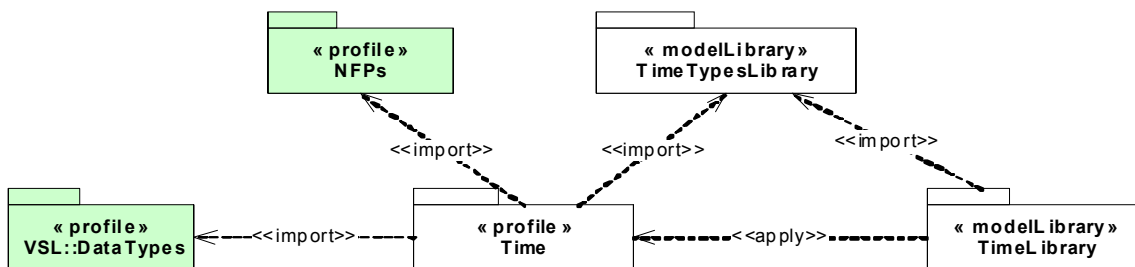 « profile »
NFPs
« modelLibrary»
TimeTypesLibrary
<<import>>
<<import>>
<<import>>
« profile »
VSL::DataTypes
<<import>>
« profile »
Time
<<apply>>
« modelLibrary»
TimeLibrary